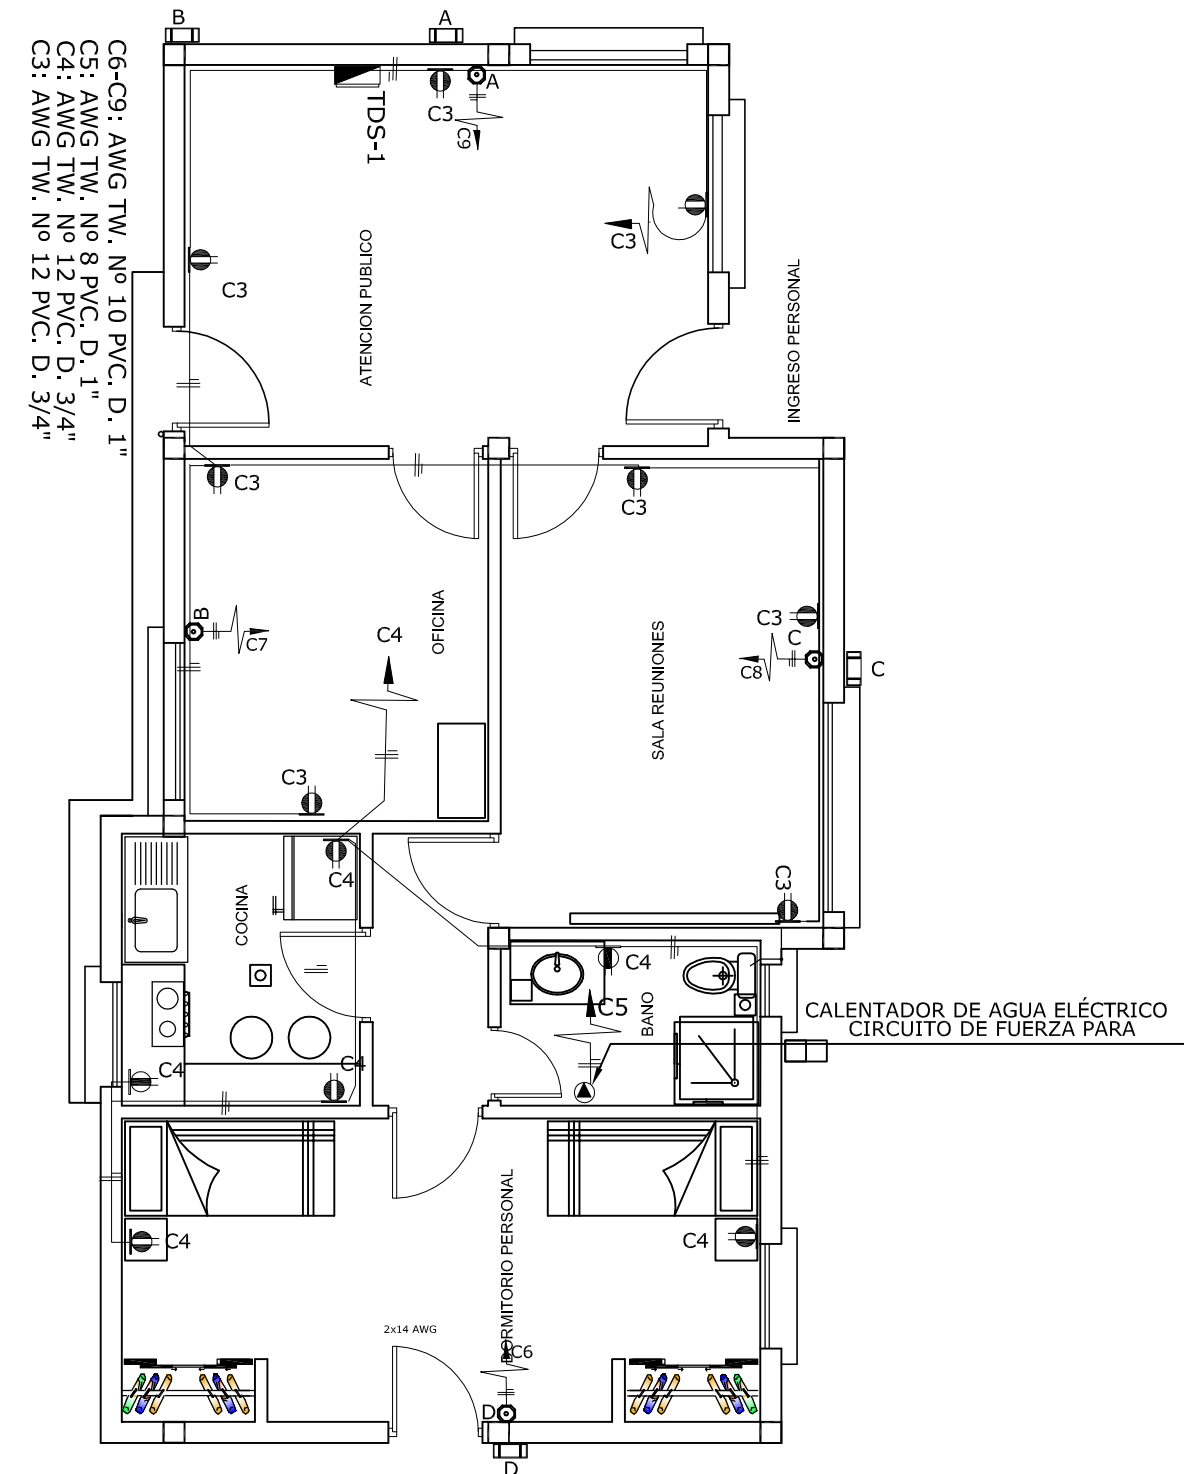 B
A
C6-C9: AWG TW. Nº 10 PVC. D. 1"
C5: AWG TW. Nº 8 PVC. D. 1"
C4: AWG TW. Nº 12 PVC. D. 3/4"
C3: AWG TW. Nº 12 PVC. D. 3/4"
A
C3
TDS-1
C9
C3
C3
ATENCION PUBLICO
INGRESO PERSONAL
C3
C3
B
C7
C4
OFICINA
C3
C
C8
C
SALA REUNIONES
C3
C3
C4
COCINA
C4
C5
BANO
CALENTADOR DE AGUA ELÉCTRICO
CIRCUITO DE FUERZA PARA
C4
C4
C4
C4
DORMITORIO PERSONAL
2x14 AWG
C6
D
D